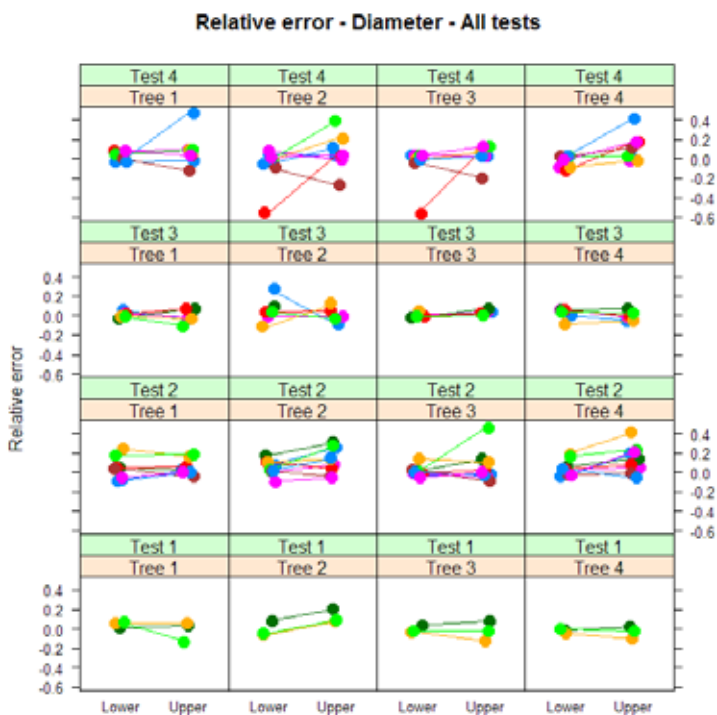 Relative error - Diameter - All tests
Test 4 Test 4 Test 4 Test 4
Tree 1 Tree 2 Tree 3 Tree 4
0.4
0.2
0.0
-0.2
-0.4
-0.6
Test 3 Test 3 Test 3 Test 3
Tree 1 Tree 2 Tree 3 Tree 4
0.4
0.2
0.0
-0.2
-0.4
-0.6
Test 2 Test 2 Test 2 Test 2
Tree 1 Tree 2 Tree 3 Tree 4
0.4
0.2
0.0
-0.2
-0.4
-0.6
Test 1 Test 1 Test 1 Test 1
Tree 1 Tree 2 Tree 3 Tree 4
0.4
0.2
0.0
-0.2
-0.4
-0.6
Lower Upper Lower Upper Lower Upper Lower Upper
Relative error